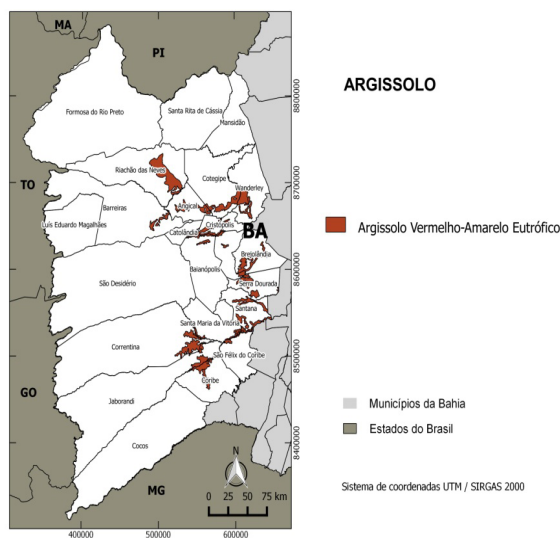 MA
PI
Formosa do Rio Preto
Santa Rita de Cássia
Mansidão
8800000
TO
Riachão das Neves
Cotegipe
Wanderley
8700000
Barreiras
Angical
Luis Eduardo Magalhães
Cristópolis
Catolândia
BA
Brejolândia
8600000
São Desidério
Baianópolis
Serra Dourada
Santana
Santa Maria da Vitória
Correntina
São Félix do Coribe
8500000
GO
Coribe
Jaborandi
Cocos
8400000
N
MG
0 25 50 75 km
400000
500000
600000
ARGISSOLO
Argissolo Vermelho-Amarelo Eutrófico
Municípios da Bahia
Estados do Brasil
Sistema de coordenadas UTM / SIRGAS 2000